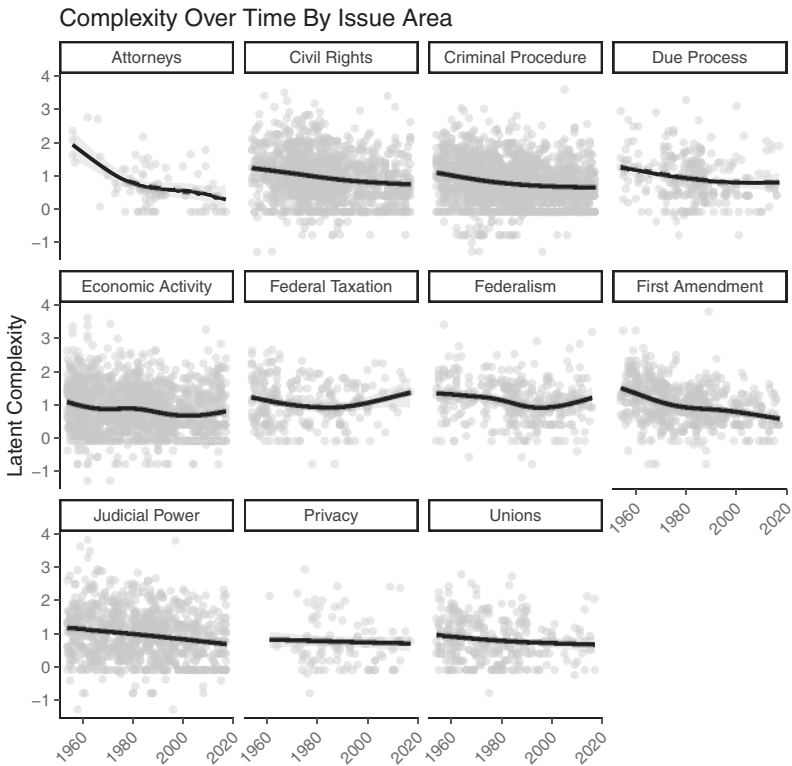 Complexity Over Time By Issue Area
Attorneys Civil Rights Criminal Procedure Due Process
4
3
2
1
0
−1
Economic Activity Federal Taxation Federalism First Amendment
4
3
2
1
0
−1
Latent Complexity
1960 1980 2000 2020
Judicial Power Privacy Unions
4
3
2
1
0
−1
1960 1980 2000 2020 1960 1980 2000 2020 1960 1980 2000 2020